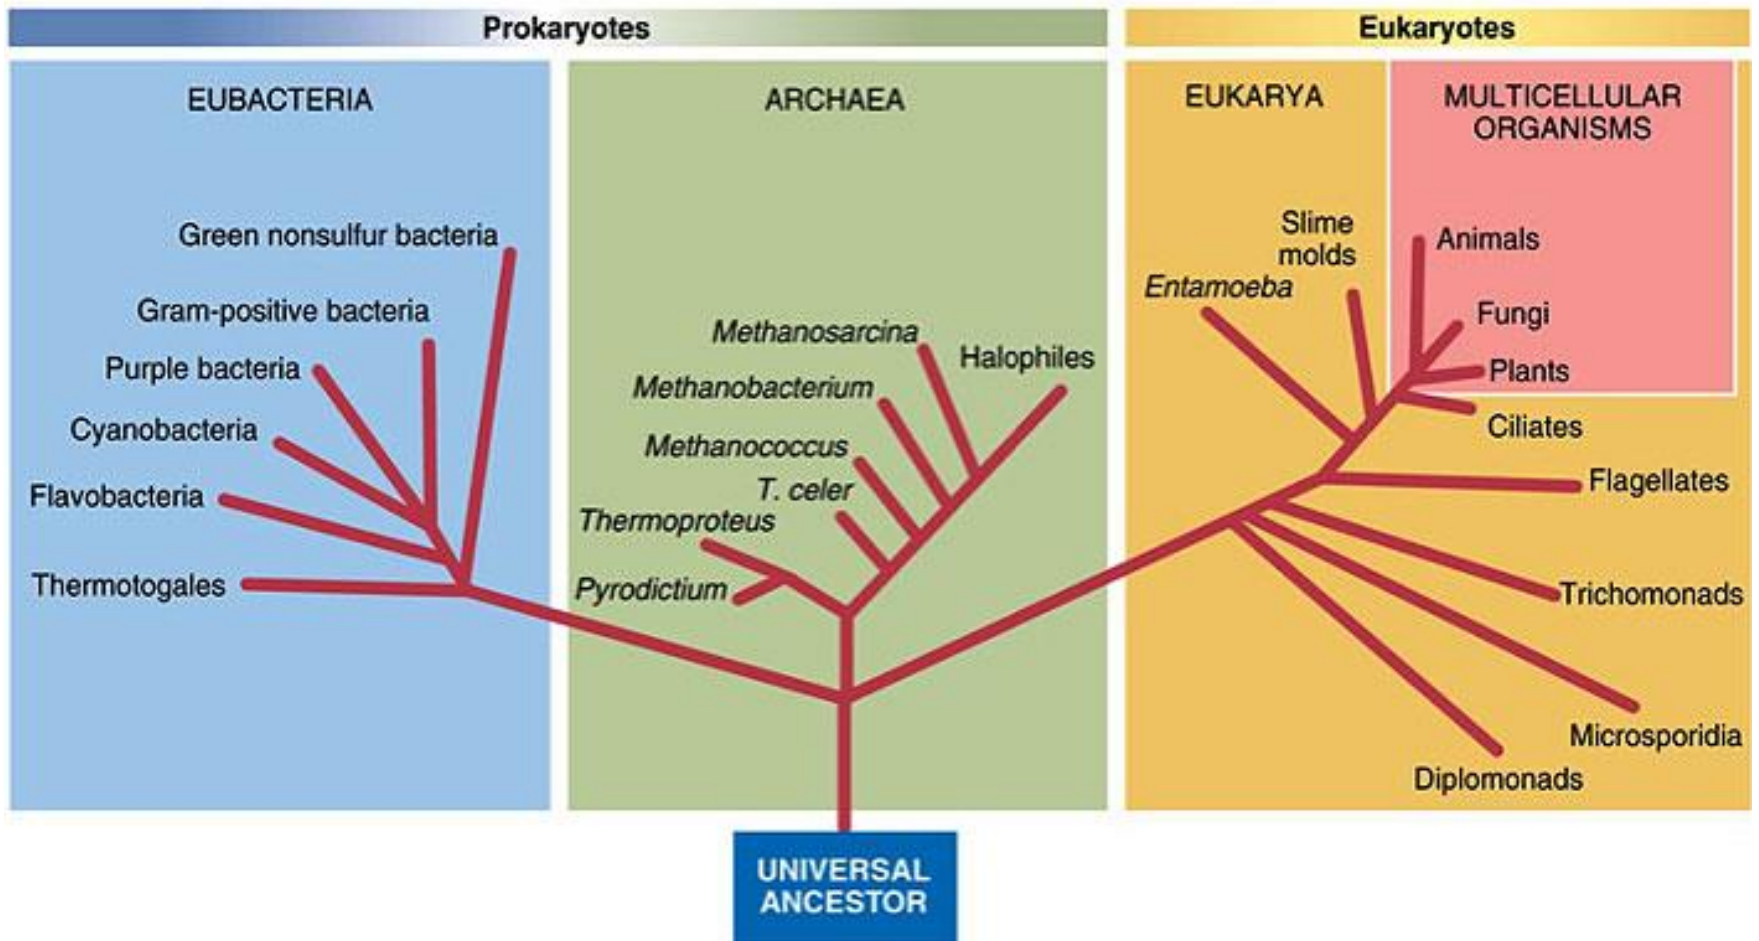 Prokaryotes
Eukaryotes
EUBACTERIA
ARCHAEA
EUKARYA
MULTICELLULAR
ORGANISMS
Green nonsulfur bacteria
Gram-positive bacteria
Purple bacteria
Cyanobacteria
Flavobacteria
Thermotogales
Methanosarcina
Halophiles
Methanobacterium
Methanococcus
T. celer
Thermoproteus
Pyrodictium
Slime
molds
Entamoeba
Animals
Fungi
Plants
Ciliates
Flagellates
Trichomonads
Microsporidia
Diplomonads
UNIVERSAL
ANCESTOR